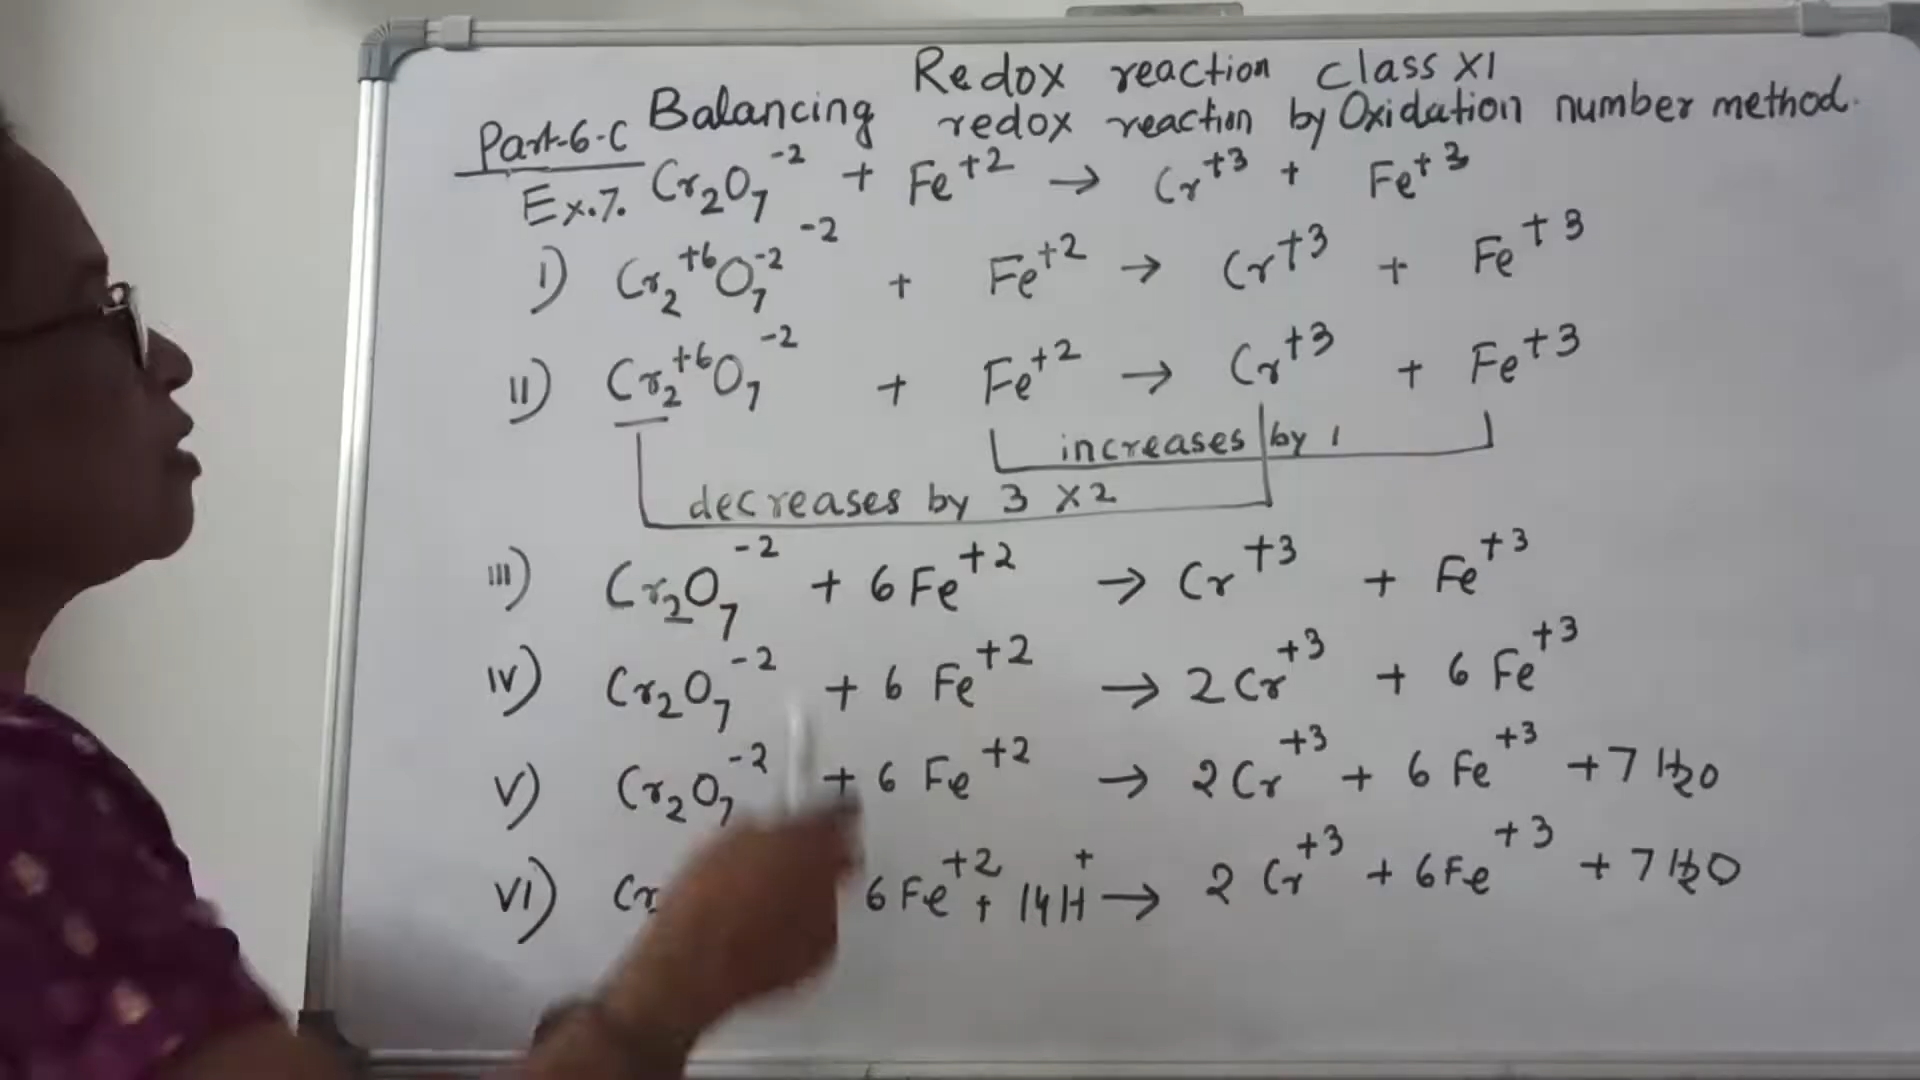 Redox reaction class XI
Part-6-C Balancing redox reaction by Oxidation number method.
Ex.7. Cr₂O₇⁻² + Fe⁺² → Cr⁺³ + Fe⁺³
I) Cr₂⁺⁶O₇⁻² ⁻² + Fe⁺² → Cr⁺³ + Fe⁺³
II) Cr₂⁺⁶O₇⁻² + Fe⁺² → Cr⁺³ + Fe⁺³
increases by 1
decreases by 3 x2
III) Cr₂O₇⁻² + 6Fe⁺² → Cr⁺³ + Fe⁺³
IV) Cr₂O₇⁻² + 6 Fe⁺² → 2Cr⁺³ + 6 Fe⁺³
V) Cr₂O₇⁻² + 6 Fe⁺² → 2Cr⁺³ + 6 Fe⁺³ + 7 H₂O
VI) Cr 6Fe⁺² + 14H⁺ → 2 Cr⁺³ + 6Fe⁺³ + 7H₂O